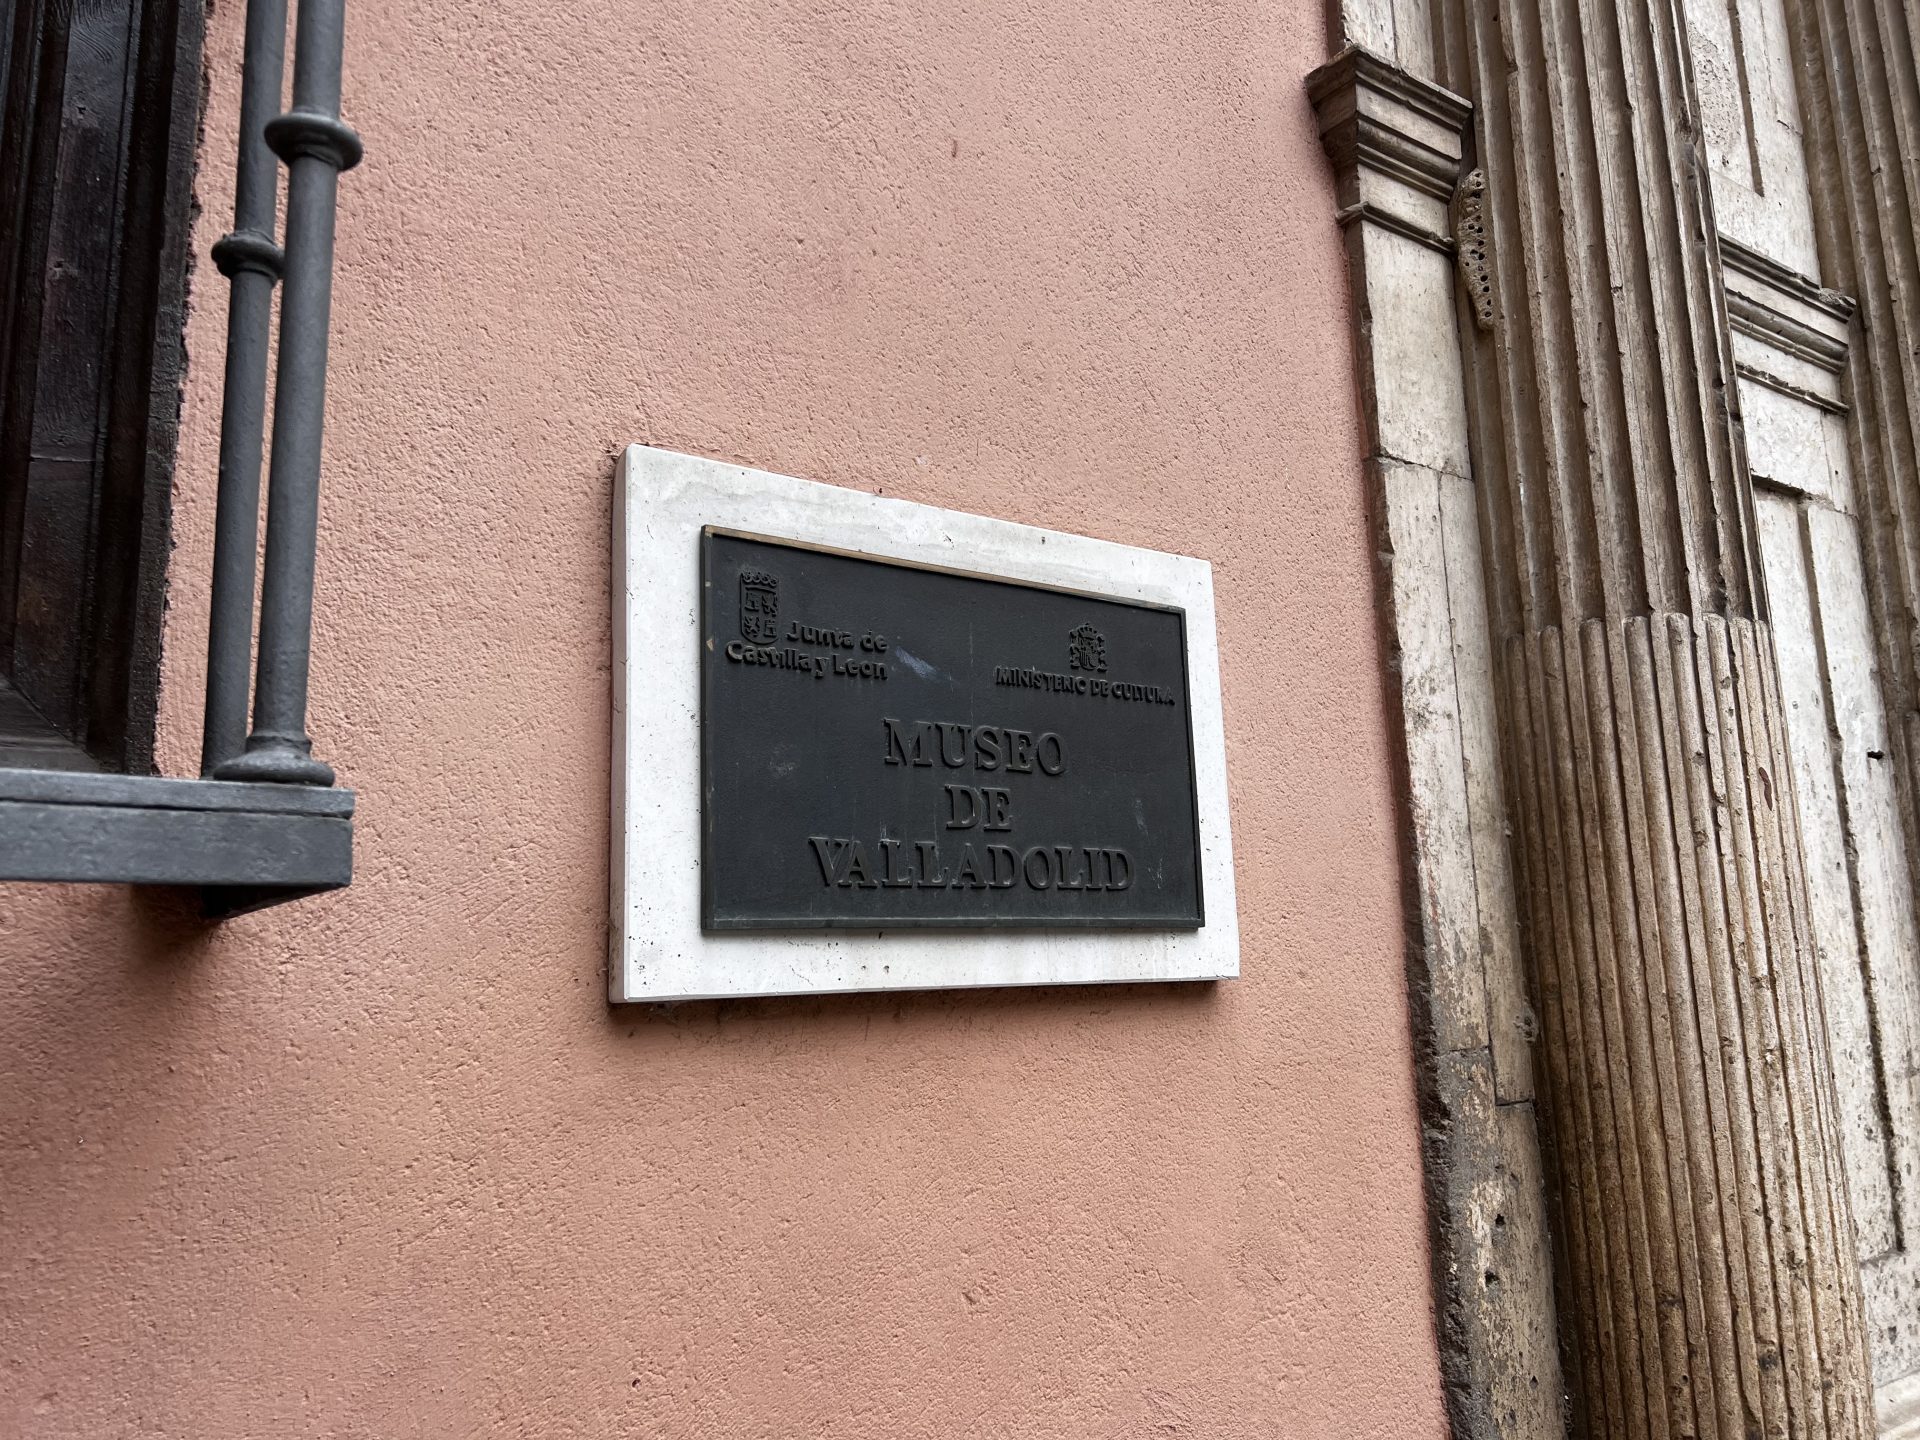 Junta de
Castilla y León
MINISTERIO DE CULTURA
MUSEO
DE
VALLADOLID